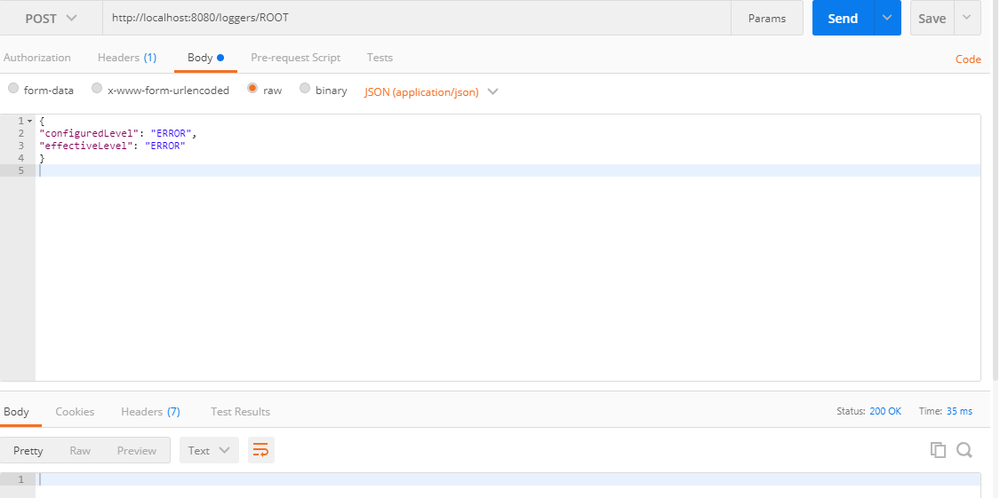 POST http://localhost:8080/loggers/ROOT Params Send Save
Authorization Headers (1) Body Pre-request Script Tests Code
form-data x-www-form-urlencoded raw binary JSON (application/json)
1 {
2 "configuredLevel": "ERROR",
3 "effectiveLevel": "ERROR"
4 }
5
Body Cookies Headers (7) Test Results Status: 200 OK Time: 35 ms
Pretty Raw Preview Text
1